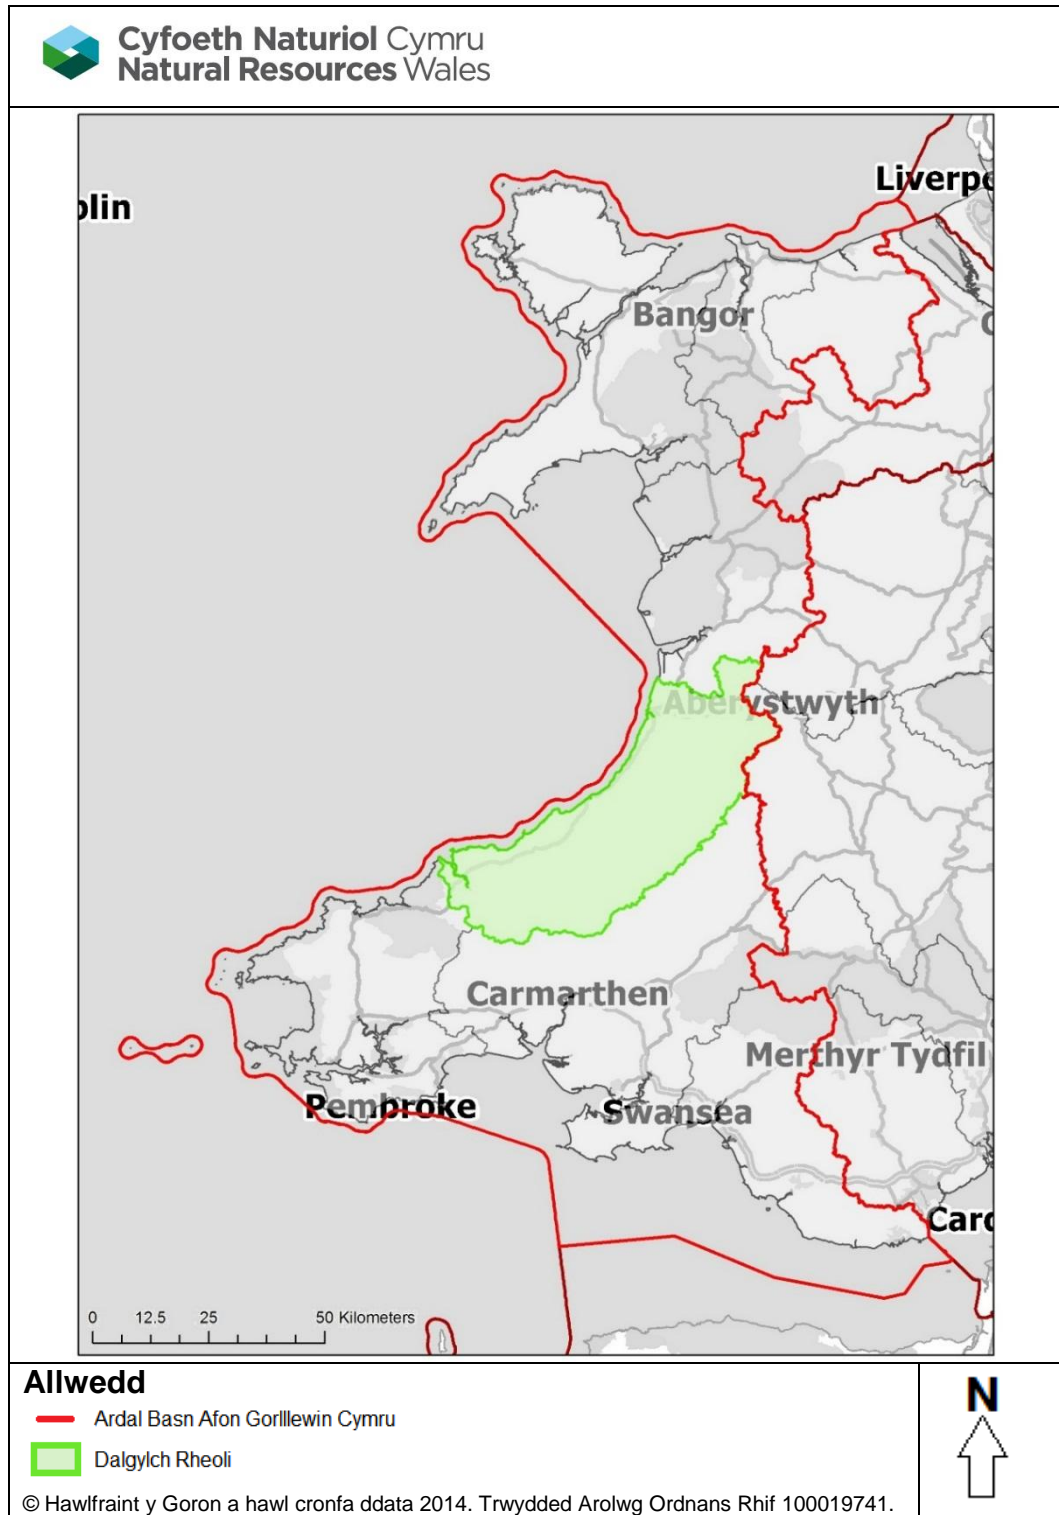 Cyfoeth Naturiol Cymru
Natural Resources Wales
Liverpo
blin
Bangor
C
Aberystwyth
Carmarthen
Merthyr Tydfil
Pembroke
Swansea
Card
0 12.5 25 50 Kilometers
Allwedd
N
Ardal Basn Afon Gorlllewin Cymru
Dalgylch Rheoli
© Hawlfraint y Goron a hawl cronfa ddata 2014. Trwydded Arolwg Ordnans Rhif 100019741.